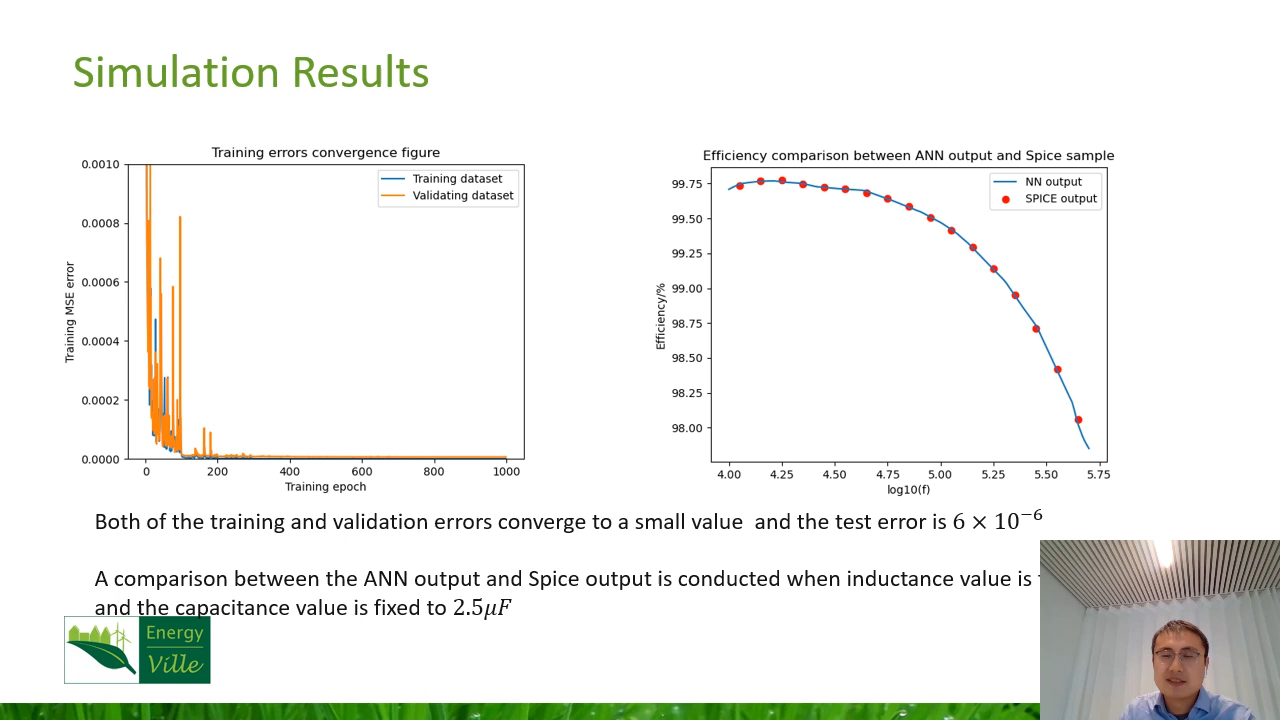 Simulation Results
Training errors convergence figure
0.0010
0.0008
0.0006
0.0004
0.0002
0.0000
Training MSE error
Training dataset
Validating dataset
0 200 400 600 800 1000
Training epoch
Efficiency comparison between ANN output and Spice sample
99.75
99.50
99.25
99.00
98.75
98.50
98.25
98.00
Efficiency/%
NN output
SPICE output
4.00 4.25 4.50 4.75 5.00 5.25 5.50 5.75
log10(f)
Both of the training and validation errors converge to a small value and the test error is 6 × 10⁻⁶
A comparison between the ANN output and Spice output is conducted when inductance value is
and the capacitance value is fixed to 2.5μF
Energy
Ville